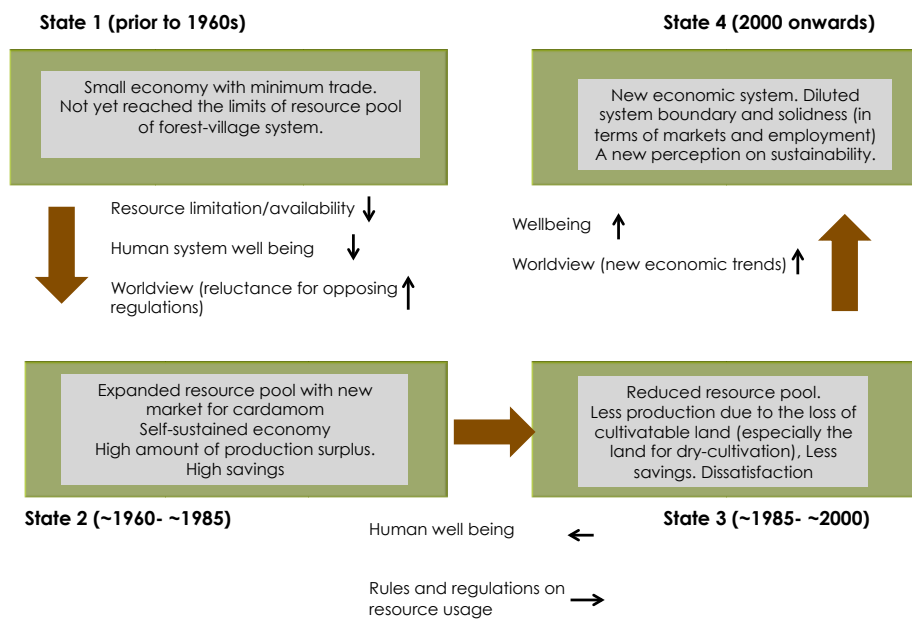 State 1 (prior to 1960s)
Small economy with minimum trade.
Not yet reached the limits of resource pool
of forest-village system.
Resource limitation/availability
Human system well being
Worldview (reluctance for opposing
regulations)
Expanded resource pool with new
market for cardamom
Self-sustained economy
High amount of production surplus.
High savings
State 2 (~1960- ~1985)
Human well being
Rules and regulations on
resource usage
Reduced resource pool.
Less production due to the loss of
cultivatable land (especially the
land for dry-cultivation), Less
savings. Dissatisfaction
State 3 (~1985- ~2000)
Wellbeing
Worldview (new economic trends)
State 4 (2000 onwards)
New economic system. Diluted
system boundary and solidness (in
terms of markets and employment)
A new perception on sustainability.